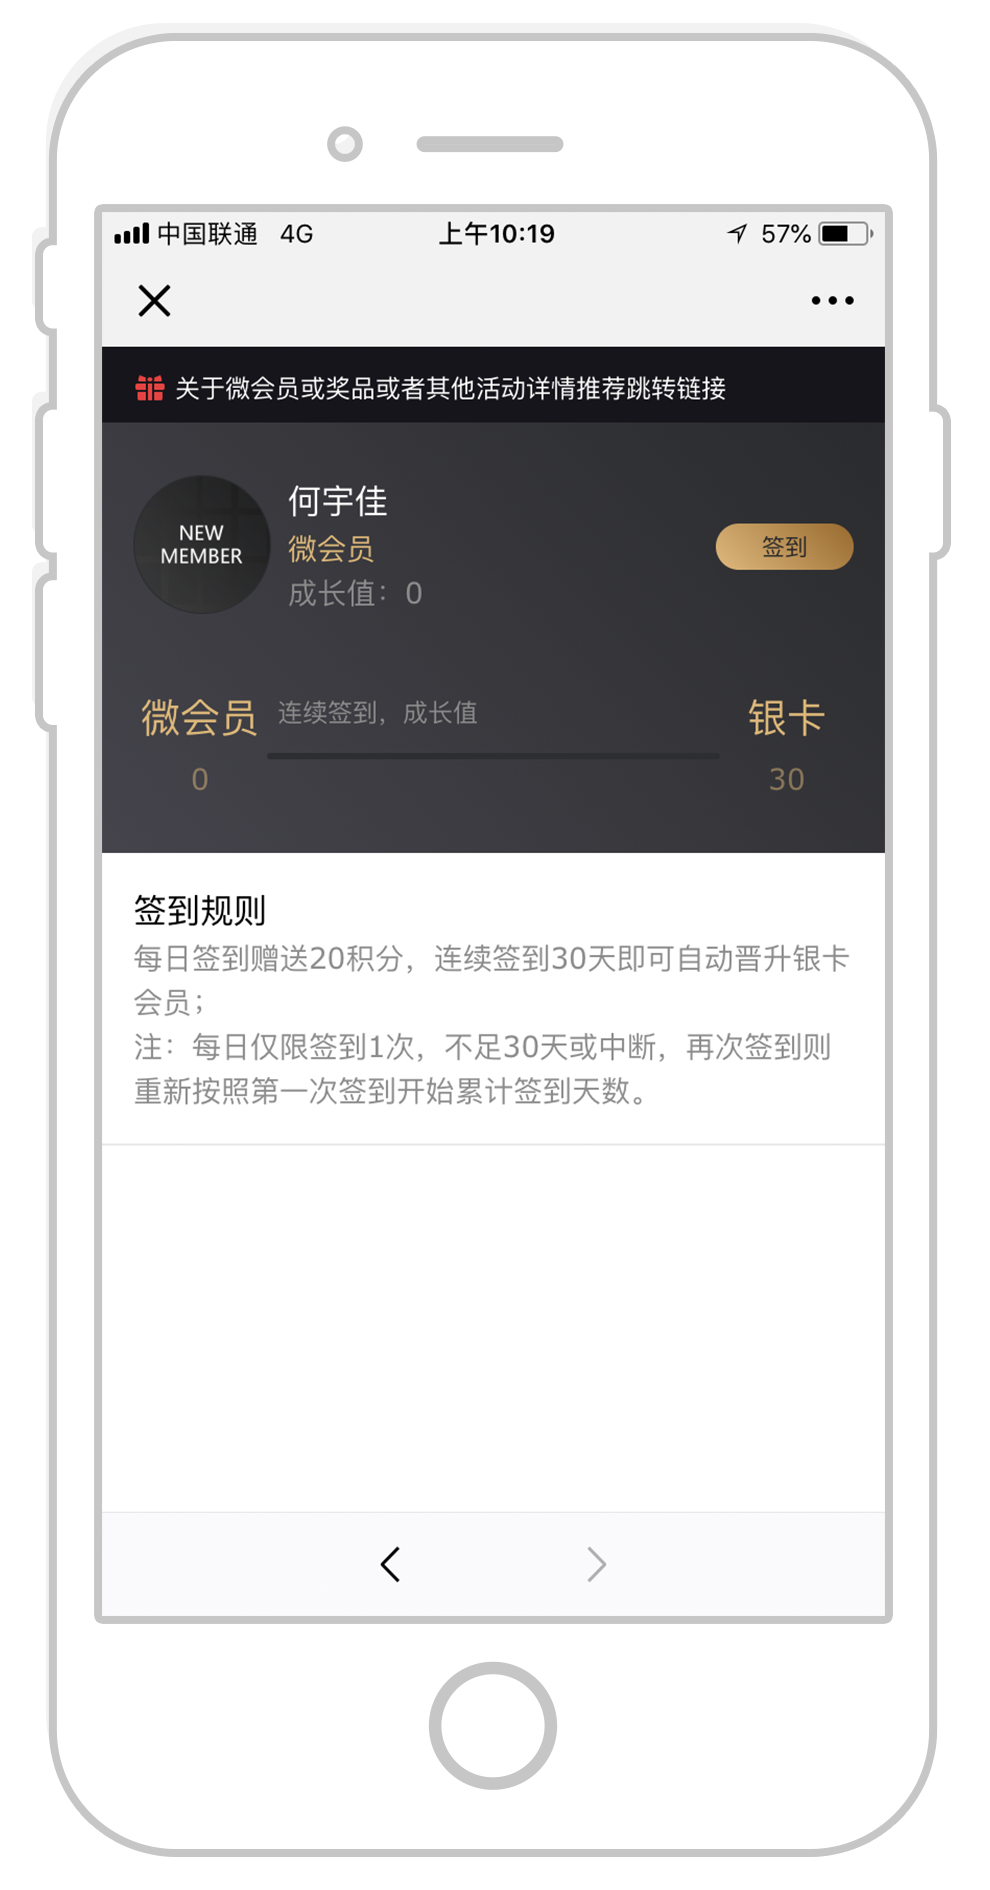 中国联通 4G 上午10:19 57%
关于微会员或奖品或者其他活动详情推荐跳转链接
NEW
MEMBER
何宇佳
微会员
成长值：0
签到
微会员 连续签到，成长值 银卡
0 30
签到规则
每日签到赠送20积分，连续签到30天即可自动晋升银卡
会员；
注：每日仅限签到1次，不足30天或中断，再次签到则
重新按照第一次签到开始累计签到天数。